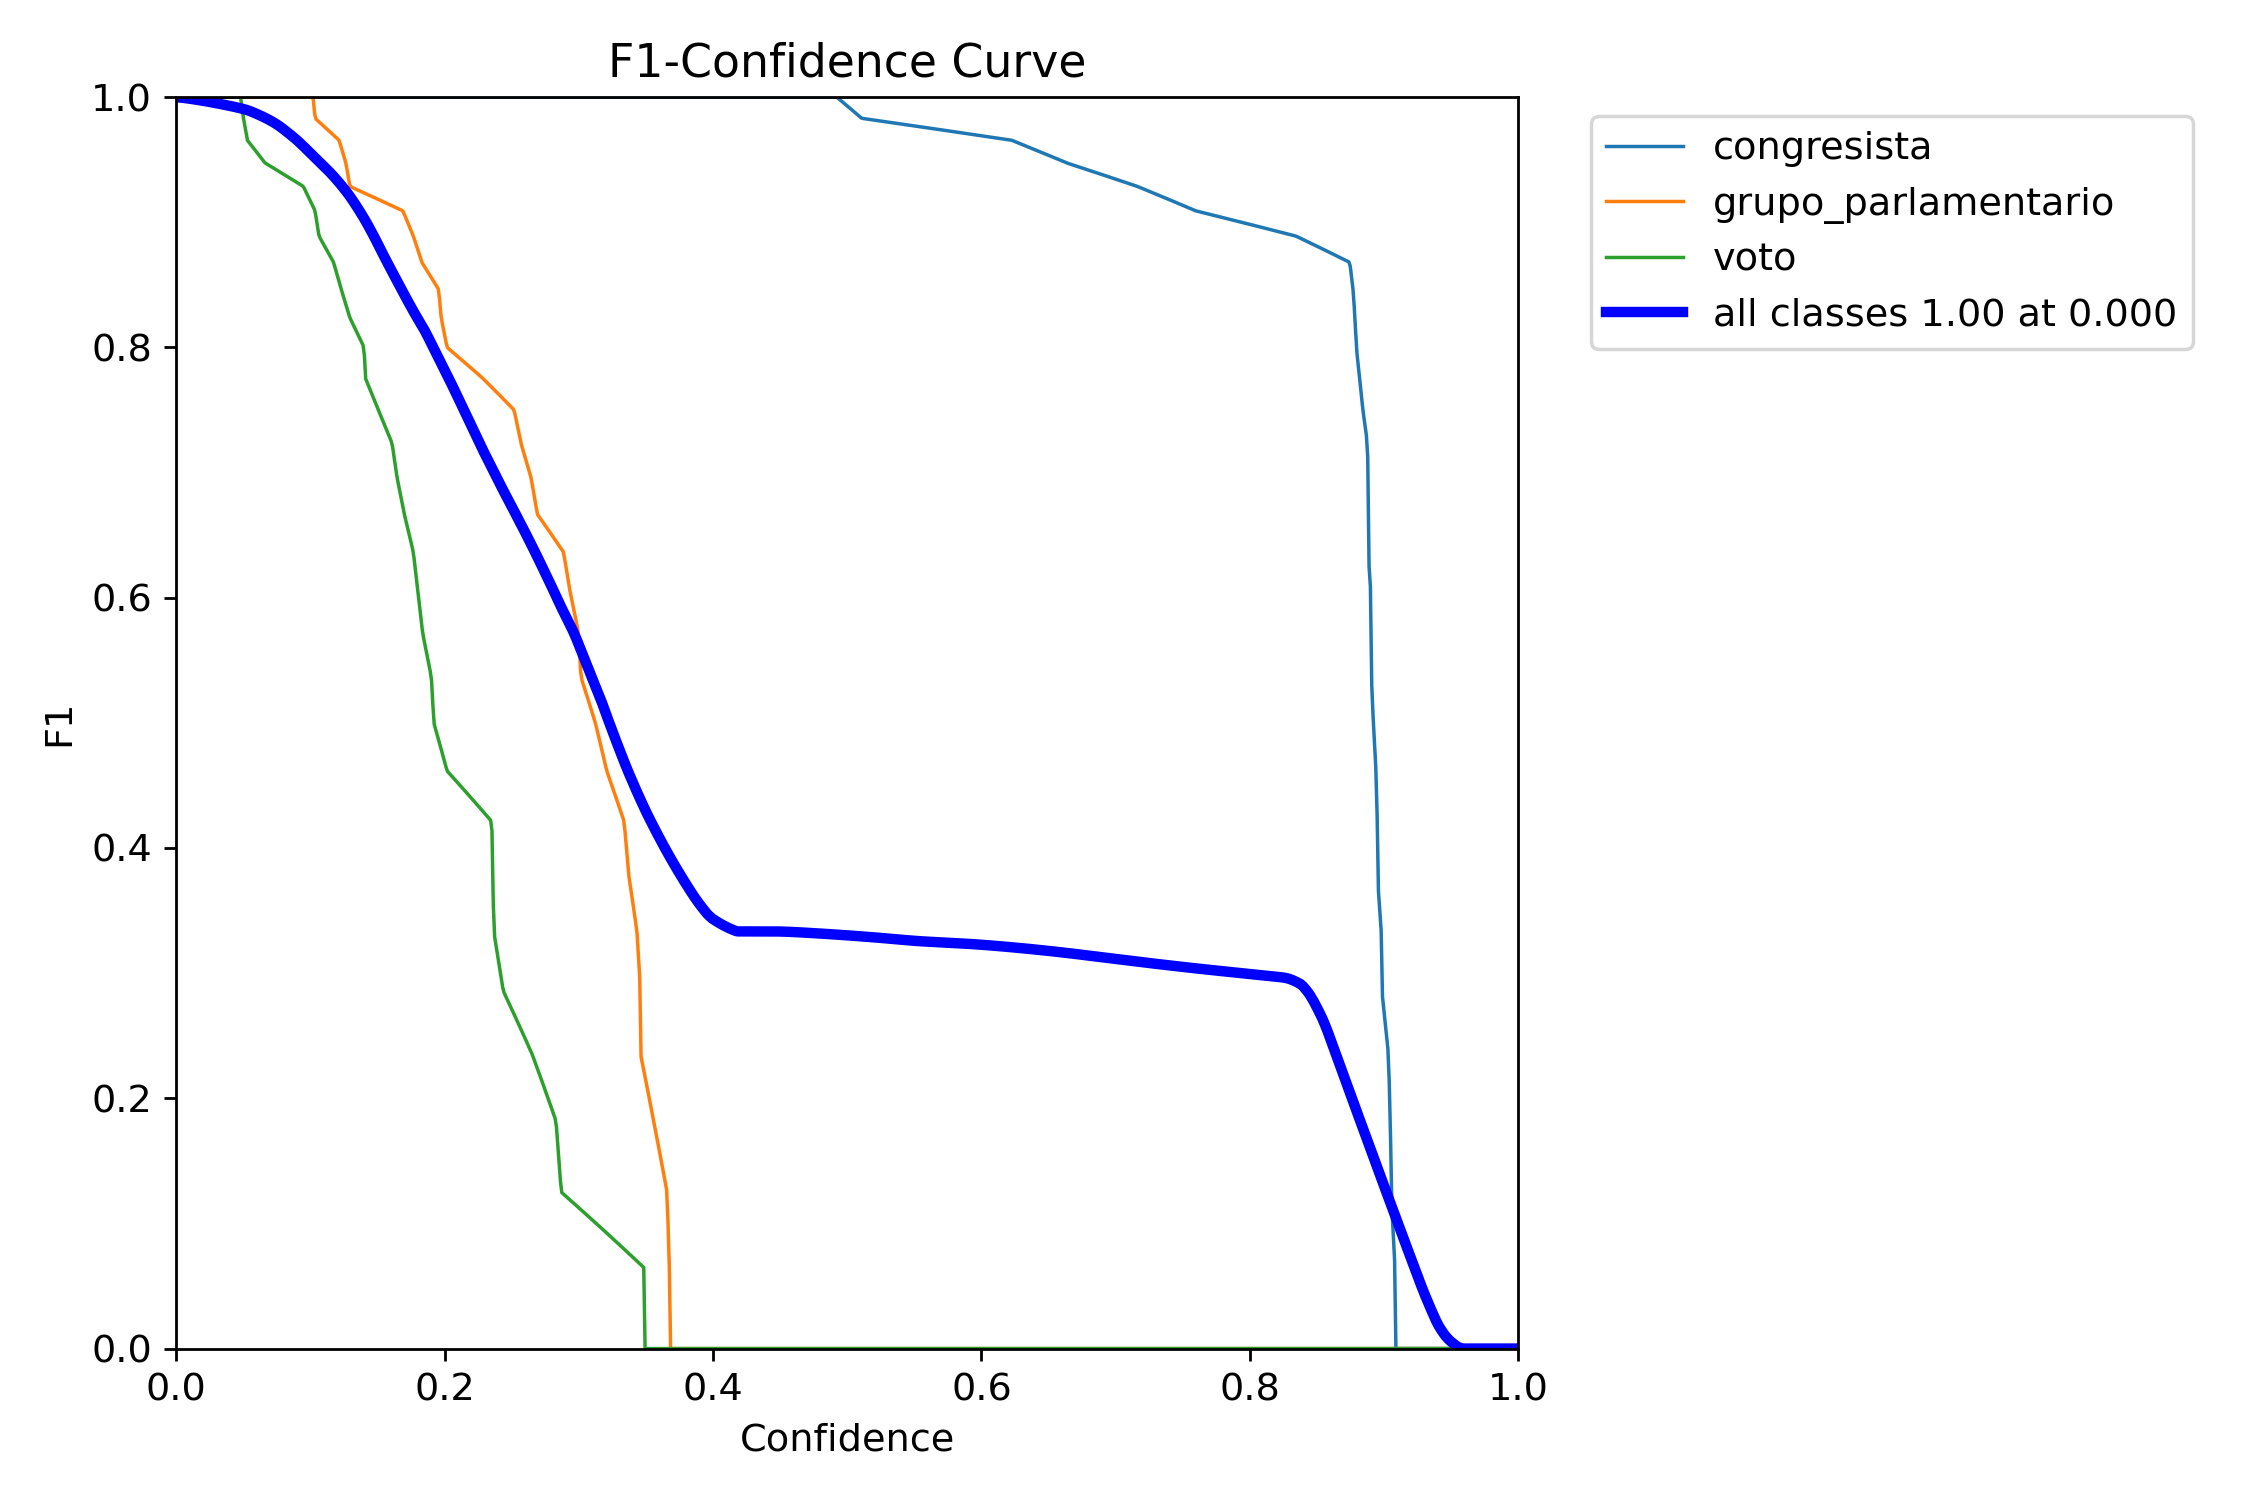 F1-Confidence Curve
1.0
0.8
0.6
0.4
0.2
0.0
F1
0.0 0.2 0.4 0.6 0.8 1.0
Confidence
congresista
grupo_parlamentario
voto
all classes 1.00 at 0.000